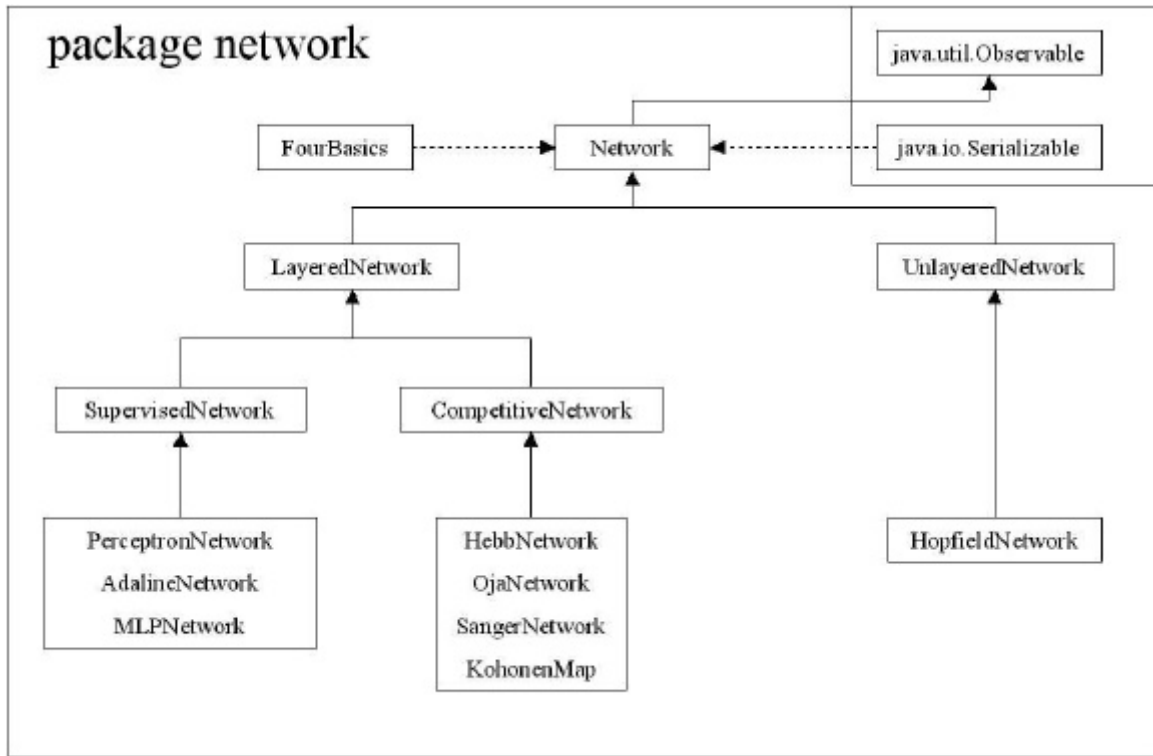 package network
java.util.Observable
FourBasics
Network
java.io.Serializable
LayeredNetwork
UnlayeredNetwork
SupervisedNetwork
CompetitiveNetwork
PerceptronNetwork
AdalineNetwork
MLPNetwork
HebbNetwork
OjaNetwork
SangerNetwork
KohonenMap
HopfieldNetwork